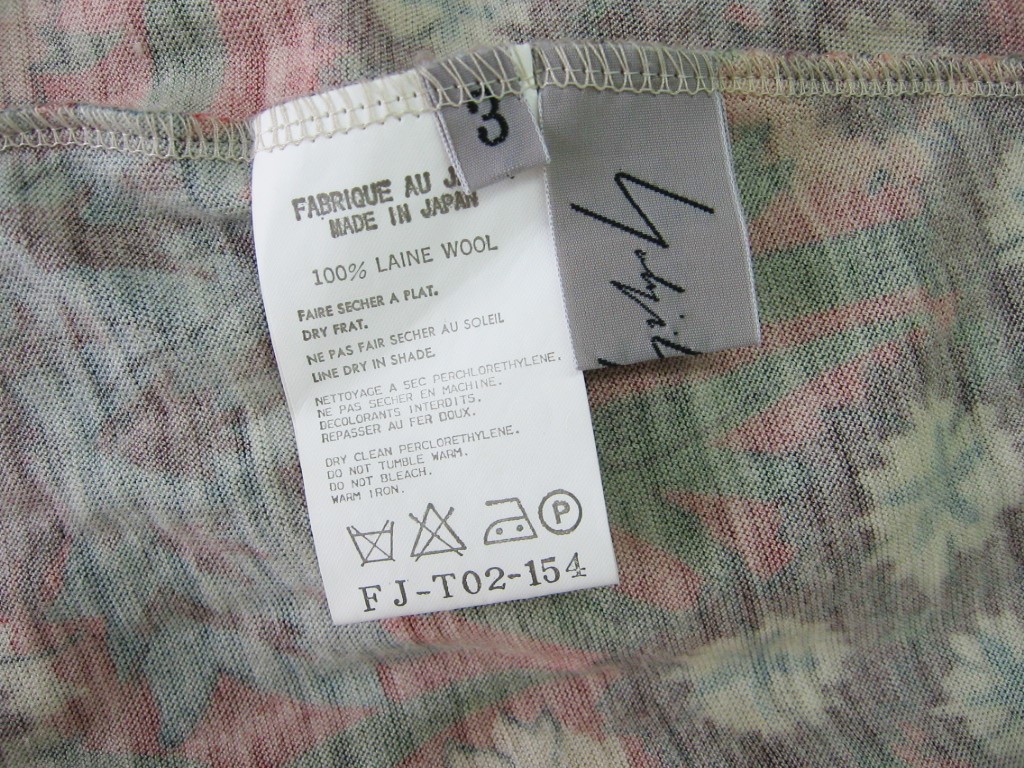 3
FABRIQUE AU
MADE IN JAPAN
100% LAINE WOOL
FAIRE SECHER A PLAT.
DRY FRAT.
NE PAS FAIR SECHER AU SOLEIL
LINE DRY IN SHADE.
NETTOYAGE A SEC PERCHLORETHYLENE.
NE PAS SECHER EN MACHINE.
DECOLORANTS INTERDITS.
REPASSER AU FER DOUX.
DRY CLEAN PERCLORETHYLENE.
DO NOT TUMBLE WARM.
DO NOT BLEACH.
WARM IRON.
P
FJ-T02-154